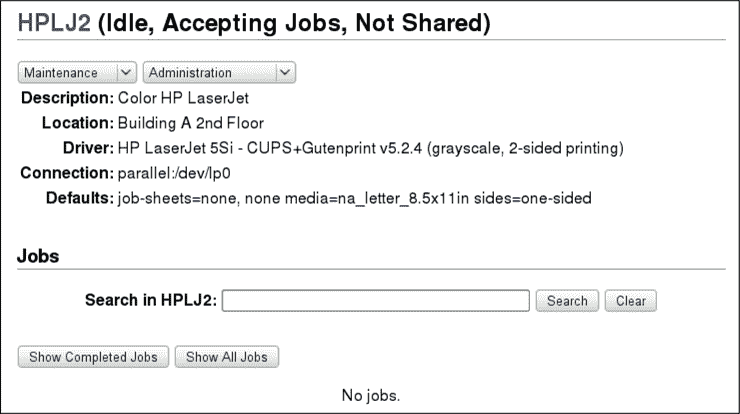 HPLJ2 (Idle, Accepting Jobs, Not Shared)
Maintenance Administration
Description: Color HP LaserJet
Location: Building A 2nd Floor
Driver: HP LaserJet 5Si - CUPS+Gutenprint v5.2.4 (grayscale, 2-sided printing)
Connection: parallel:/dev/lp0
Defaults: job-sheets=none, none media=na_letter_8.5x11in sides=one-sided
Jobs
Search in HPLJ2: Search Clear
Show Completed Jobs Show All Jobs
No jobs.